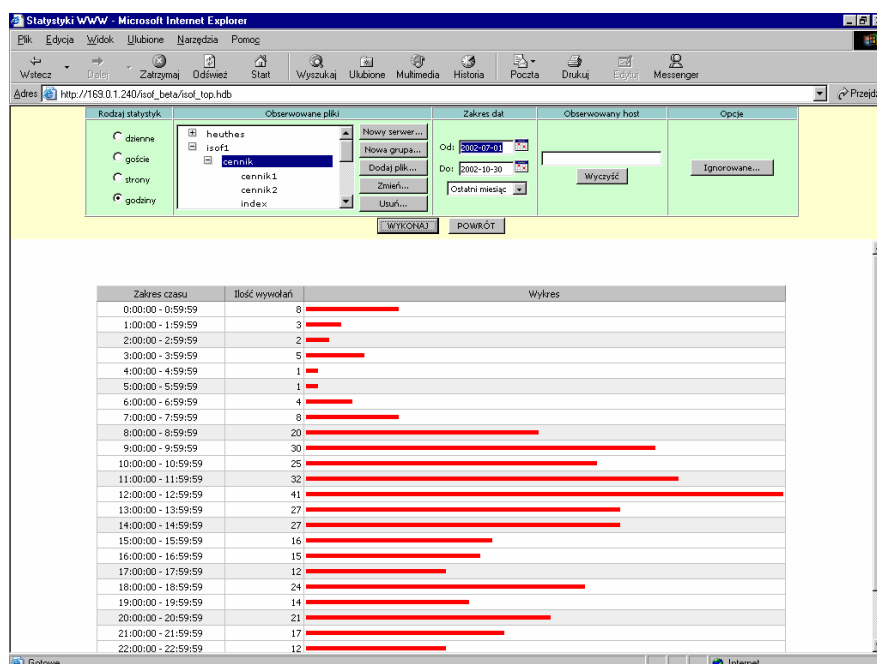 Statystyki WWW - Microsoft Internet Explorer
Plik Edycja Widok Ulubione Narzędzia Pomoc
Wstecz Dalej Zatrzymaj Odśwież Start Wyszukaj Ulubione Multimedia Historia Poczta Drukuj Edytuj Messenger
Adres http://169.0.1.240/isof_beta/isof_top.hdb Przejdź
Rodzaj statystyk Obserwowane pliki Zakres dat Obserwowany host Opcje
dzienne
goście
strony
godziny
heuthes
isof1
cennik
cennik1
cennik2
index
Nowy serwer...
Nowa grupa...
Dodaj plik...
Zmień...
Usuń...
Od: 2002-07-01
Do: 2002-10-30
Ostatni miesiąc
Wyczyść
Ignorowane...
WYKONAJ POWRÓT
Zakres czasu Ilość wywołań Wykres
0:00:00 - 0:59:59 8
1:00:00 - 1:59:59 3
2:00:00 - 2:59:59 2
3:00:00 - 3:59:59 5
4:00:00 - 4:59:59 1
5:00:00 - 5:59:59 1
6:00:00 - 6:59:59 4
7:00:00 - 7:59:59 8
8:00:00 - 8:59:59 20
9:00:00 - 9:59:59 30
10:00:00 - 10:59:59 25
11:00:00 - 11:59:59 32
12:00:00 - 12:59:59 41
13:00:00 - 13:59:59 27
14:00:00 - 14:59:59 27
15:00:00 - 15:59:59 16
16:00:00 - 16:59:59 15
17:00:00 - 17:59:59 12
18:00:00 - 18:59:59 24
19:00:00 - 19:59:59 14
20:00:00 - 20:59:59 21
21:00:00 - 21:59:59 17
22:00:00 - 22:59:59 12
Gotowe Internet